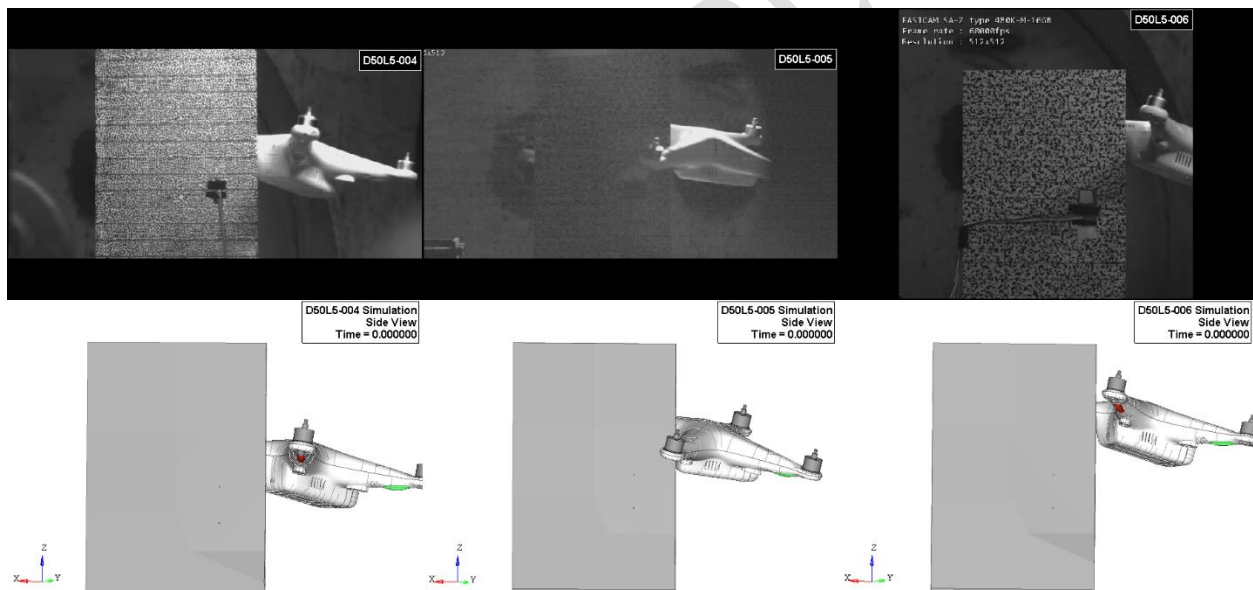 D50L5-004
D50L5-005
FASTCAM SA-Z type 480K-M-16GB
Frame rate : 60000fps
Resolution : 512x512
D50L5-006
D50L5-004 Simulation
Side View
Time = 0.000000
D50L5-005 Simulation
Side View
Time = 0.000000
D50L5-006 Simulation
Side View
Time = 0.000000
Z
X Y
Z
X Y
Z
X Y